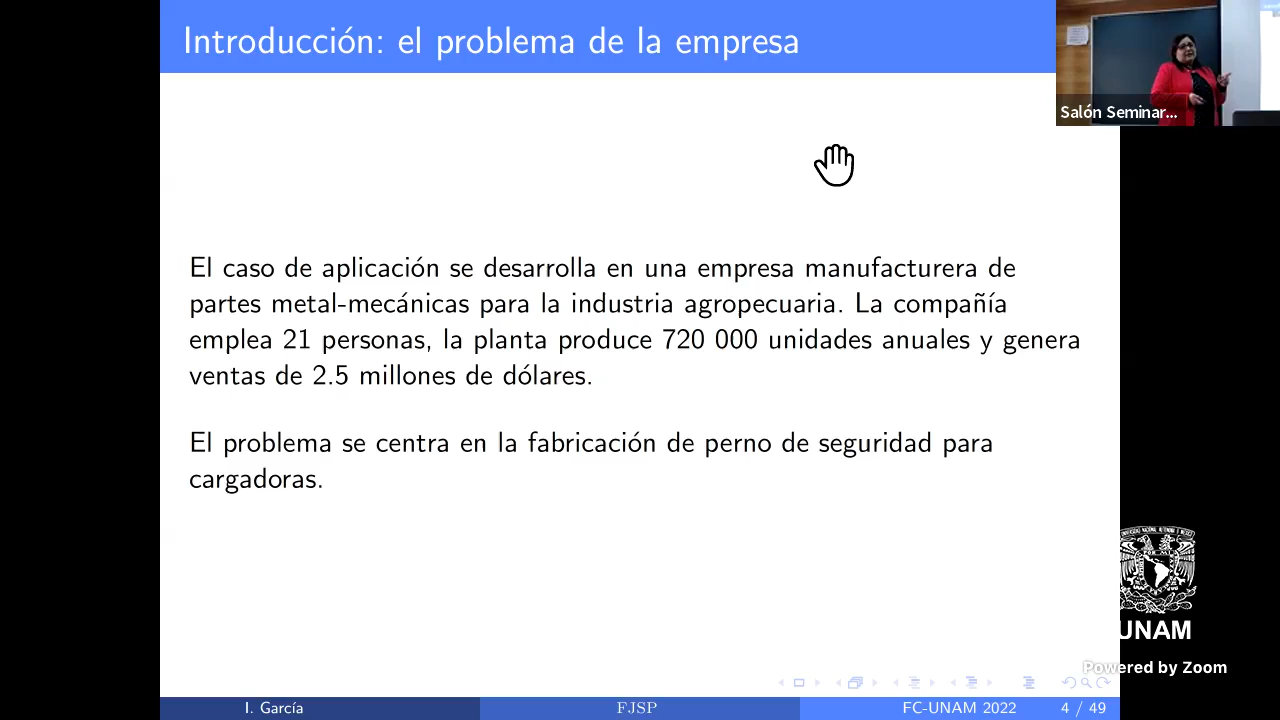 Introducción: el problema de la empresa
Salón Seminar...
El caso de aplicación se desarrolla en una empresa manufacturera de
partes metal-mecánicas para la industria agropecuaria. La compañía
emplea 21 personas, la planta produce 720 000 unidades anuales y genera
ventas de 2.5 millones de dólares.
El problema se centra en la fabricación de perno de seguridad para
cargadoras.
UNAM
Powered by Zoom
I. García
FJSP
FC-UNAM 2022
4 / 49